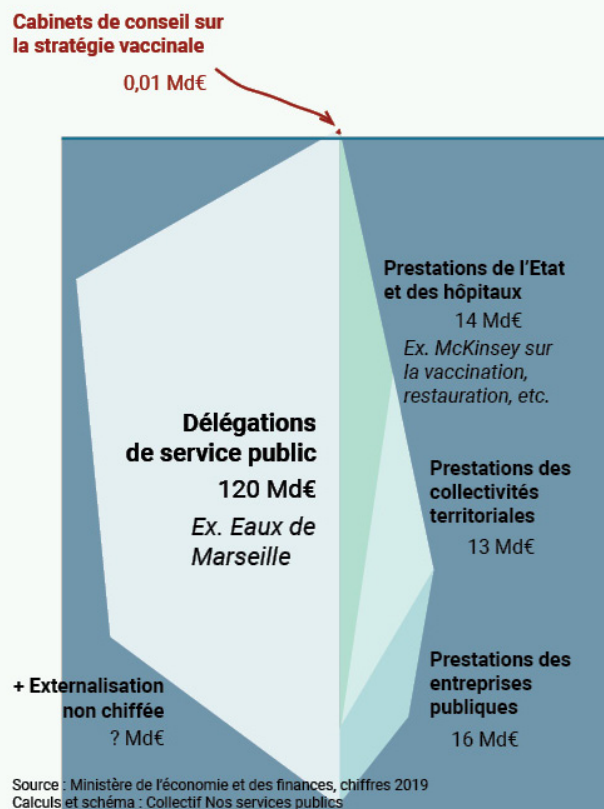 Cabinets de conseil sur
la stratégie vaccinale
0,01 Md€
Prestations de l'Etat
et des hôpitaux
14 Md€
Ex. McKinsey sur
la vaccination,
restauration, etc.
Délégations
de service public
120 Md€
Ex. Eaux de
Marseille
Prestations des
collectivités
territoriales
13 Md€
+ Externalisation
non chiffée
? Md€
Prestations des
entreprises
publiques
16 Md€
Source : Ministère de l'économie et des finances, chiffres 2019
Calculs et schéma : Collectif Nos services publics